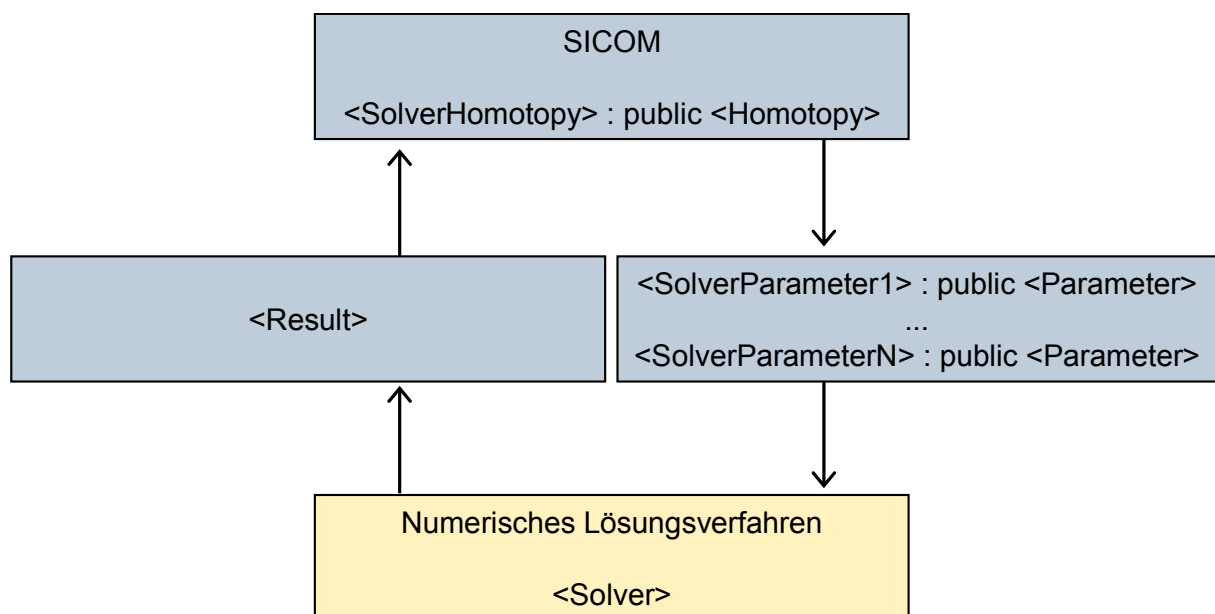 SICOM
<SolverHomotopy> : public <Homotopy>
<Result>
<SolverParameter1> : public <Parameter>
...
<SolverParameterN> : public <Parameter>
Numerisches Lösungsverfahren
<Solver>